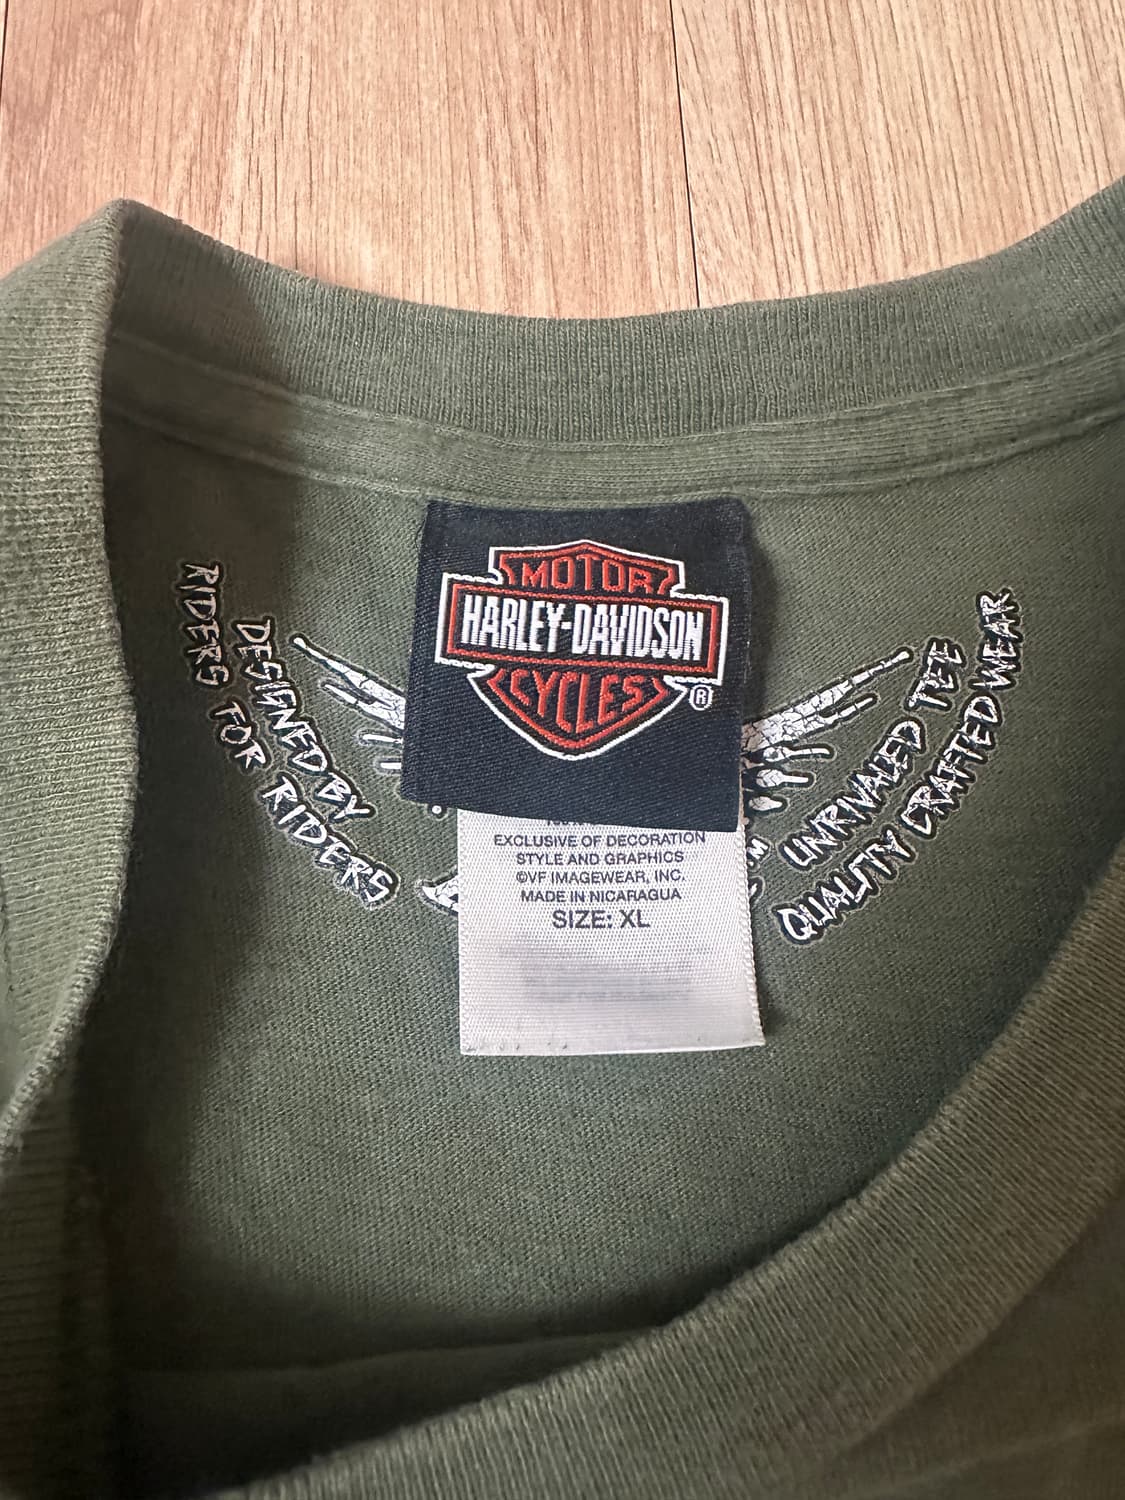 MOTOR
HARLEY-DAVIDSON
CYCLES
®
RIDERS FOR RIDERS
DESIGNED BY
UNRIVALED TEE
QUALITY CRAFTED WEAR
EXCLUSIVE OF DECORATION
STYLE AND GRAPHICS
©VF IMAGEWEAR, INC.
MADE IN NICARAGUA
SIZE: XL